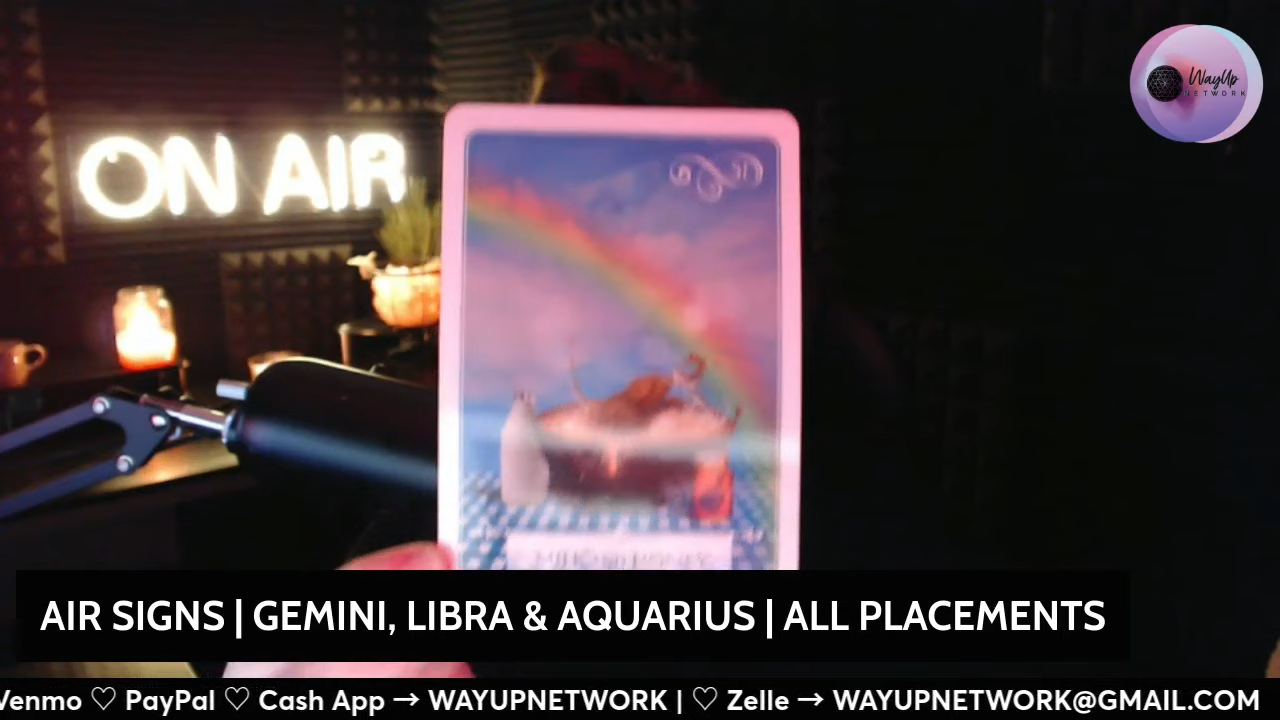 ON AIR
WayUp
NETWORK
AIR SIGNS | GEMINI, LIBRA & AQUARIUS | ALL PLACEMENTS
Venmo ♡ PayPal ♡ Cash App → WAYUPNETWORK | ♡ Zelle → WAYUPNETWORK@GMAIL.COM